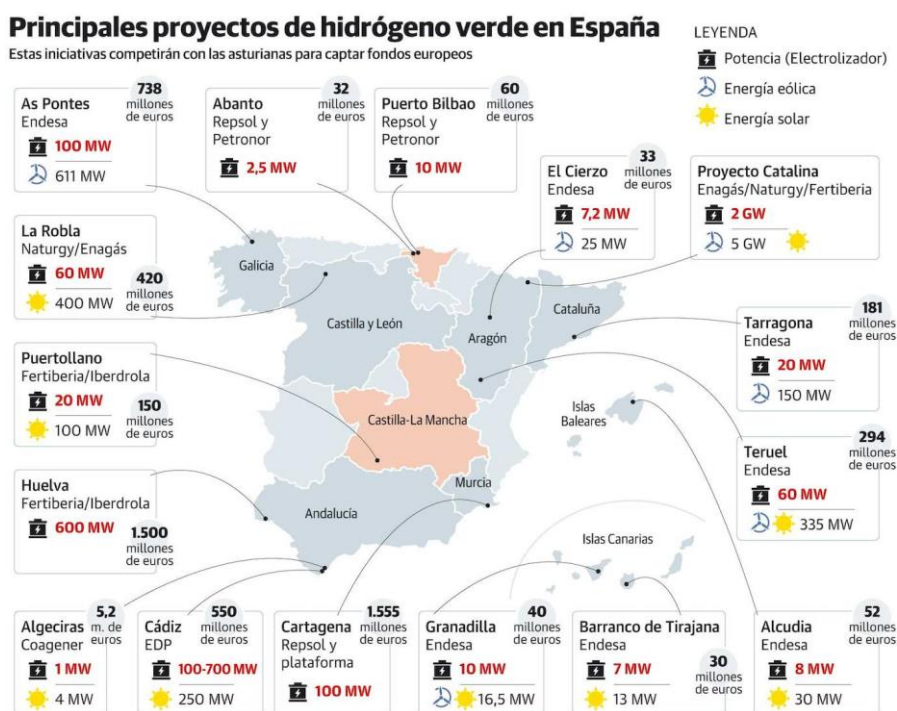 Principales proyectos de hidrógeno verde en España
Estas iniciativas competirán con las asturianas para captar fondos europeos
LEYENDA
Potencia (Electrolizador)
Energía eólica
Energía solar
As Pontes
Endesa
100 MW
611 MW
738
millones
de euros
Abanto
Repsol y
Petronor
2,5 MW
32
millones
de euros
Puerto Bilbao
Repsol y
Petronor
10 MW
60
millones
de euros
El Cierzo
Endesa
7,2 MW
25 MW
33
millones
de euros
Proyecto Catalina
Enagás/Naturgy/Fertiberia
2 GW
5 GW
La Robla
Naturgy/Enagás
60 MW
400 MW
420
millones
de euros
Galicia
Castilla y León
Aragón
Cataluña
Tarragona
Endesa
20 MW
150 MW
181
millones
de euros
Puertollano
Fertiberia/Iberdrola
20 MW
100 MW
150
millones
de euros
Castilla-La Mancha
Islas
Baleares
Teruel
Endesa
60 MW
335 MW
294
millones
de euros
Huelva
Fertiberia/Iberdrola
600 MW
1.500
millones
de euros
Andalucía
Murcia
Islas Canarias
Algeciras
Coagener
1 MW
4 MW
5,2
m. de
euros
Cádiz
EDP
100-700 MW
250 MW
550
millones
de euros
Cartagena
Repsol y
plataforma
100 MW
1.555
millones
de euros
Granadilla
Endesa
10 MW
16,5 MW
40
millones
de euros
Barranco de Tirajana
Endesa
7 MW
13 MW
30
millones
de euros
Alcudia
Endesa
8 MW
30 MW
52
millones
de euros